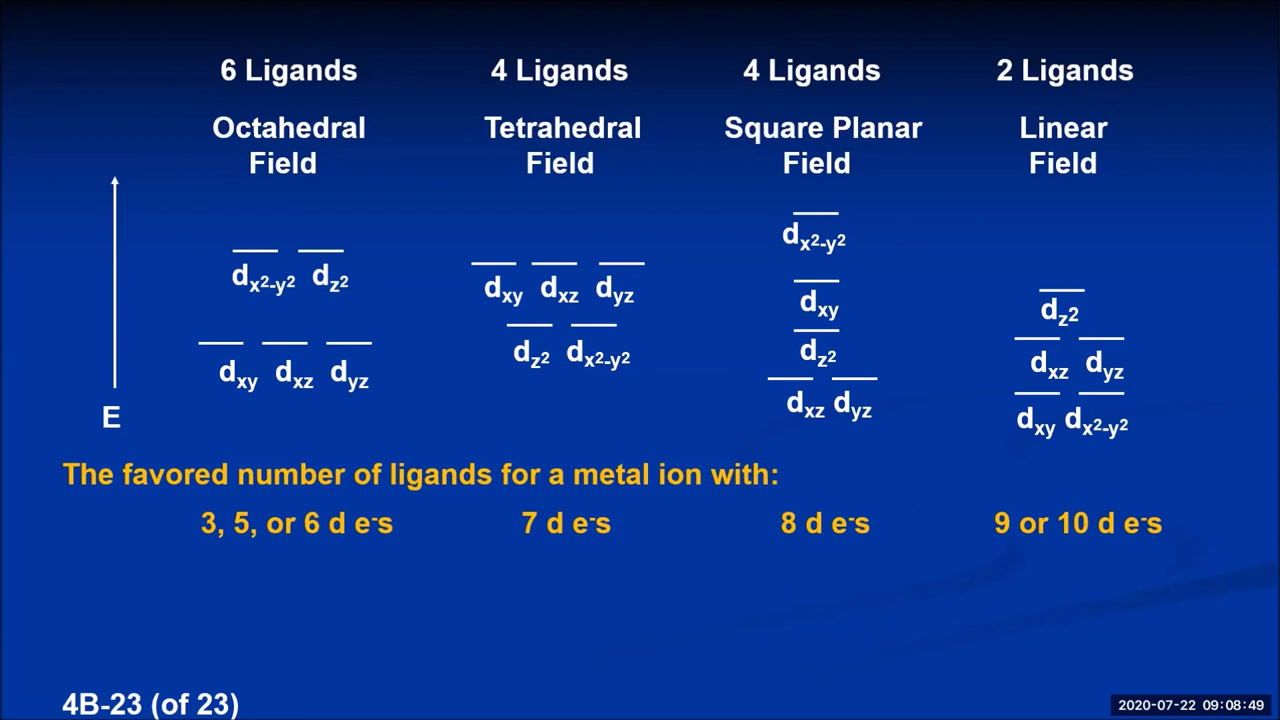 6 Ligands 4 Ligands 4 Ligands 2 Ligands
Octahedral Tetrahedral Square Planar Linear
Field Field Field Field
dx²-y²
dx²-y² dz² dxy dxz dyz dxy dz²
dz² dx²-y² dz² dxz dyz
dxy dxz dyz dxz dyz dxy dx²-y²
E
The favored number of ligands for a metal ion with:
3, 5, or 6 d e⁻s 7 d e⁻s 8 d e⁻s 9 or 10 d e⁻s
4B-23 (of 23)
2020-07-22 09:08:49